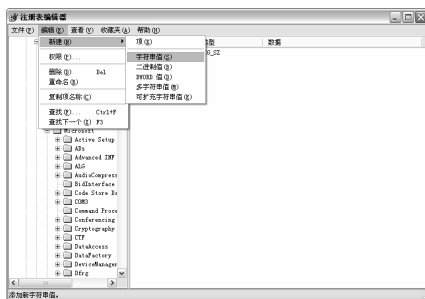 注册表编辑器
文件(F) 编辑(E) 查看(V) 收藏夹(A) 帮助(H)
新建(N)
权限(P)...
删除(D) Del
重命名(R)
复制项名称(C)
查找(F)... Ctrl+F
查找下一个(X) F3
项(K)
字符串值(S)
二进制值(B)
DWORD 值(D)
多字符串值(M)
可扩充字符串值(E)
类型 数据
G_SZ
Microsoft
Active Setup
ADs
Advanced INF
ALG
AudioCompress
BidInterface
Code Store Da
COM3
Command Proce
Conferencing
Cryptography
CTF
DataAccess
DataFactory
DeviceManager
Dfrg
添加新字符串值。